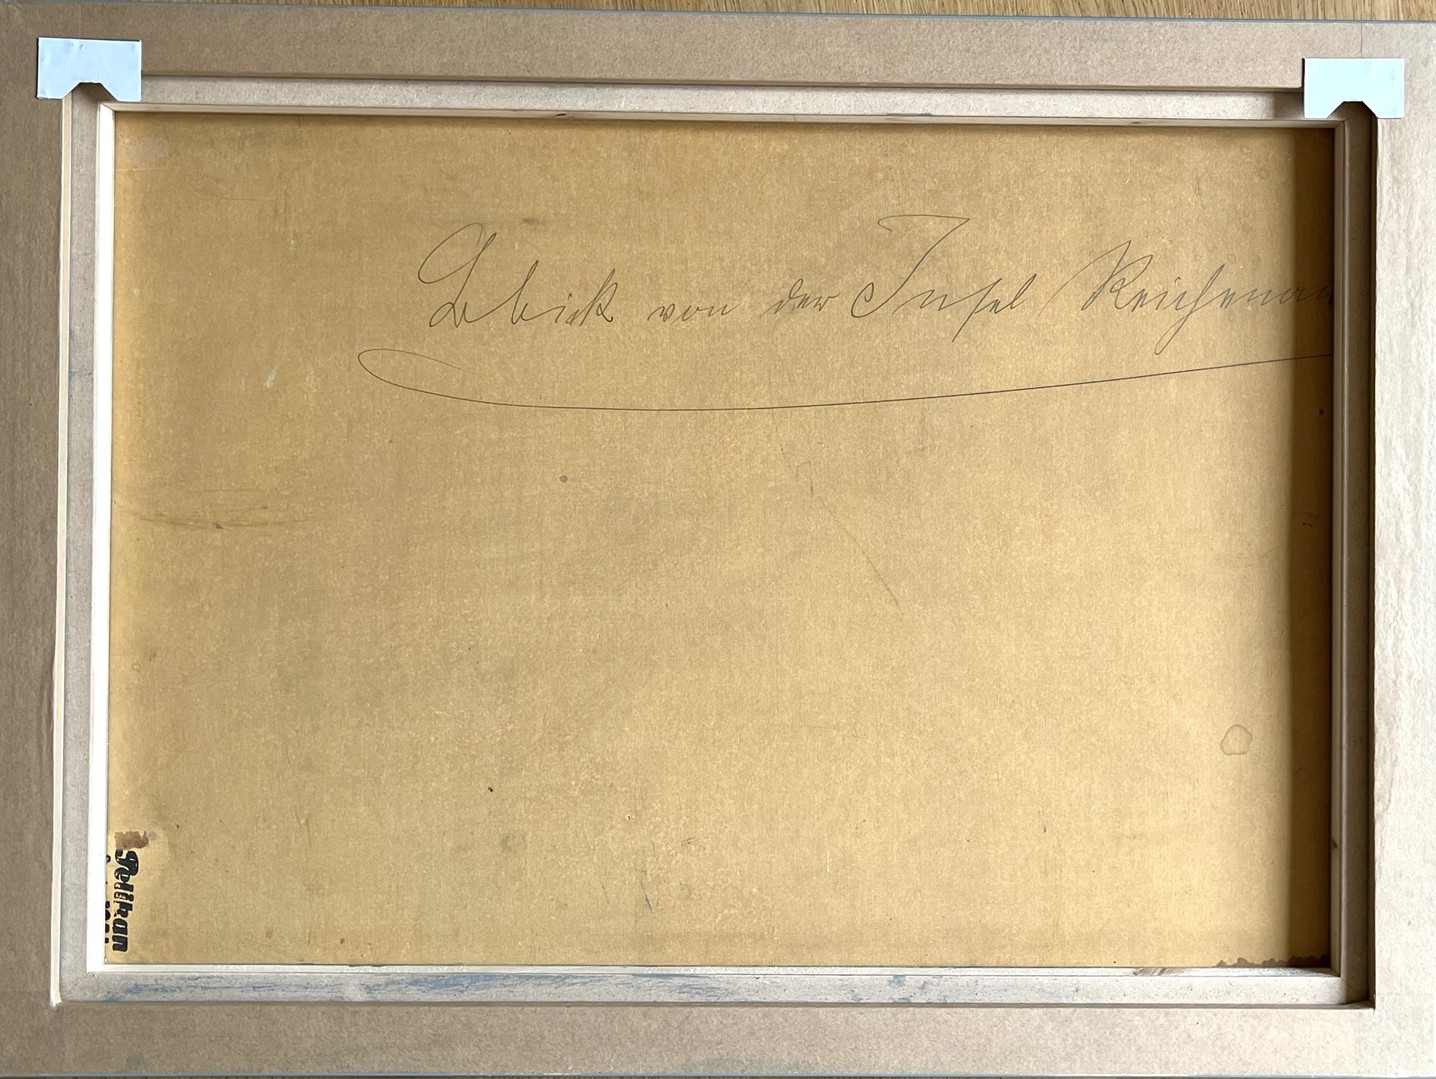 Blick von der Insel Reichenau
Pelikan